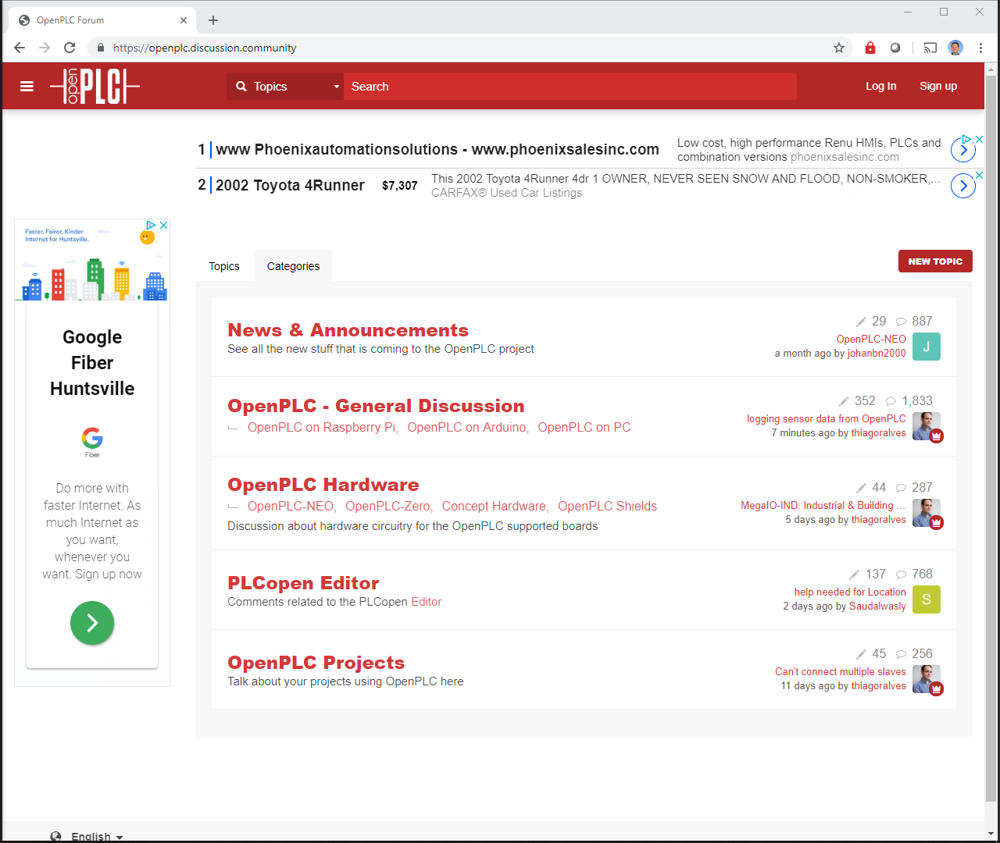 OpenPLC Forum
https://openplc.discussion.community
open PLC
Topics
Search
Log In
Sign up
1 www Phoenixautomationsolutions - www.phoenixsalesinc.com
Low cost, high performance Renu HMIs, PLCs and
combination versions phoenixsalesinc.com
2 2002 Toyota 4Runner $7,307
This 2002 Toyota 4Runner 4dr 1 OWNER, NEVER SEEN SNOW AND FLOOD, NON-SMOKER,...
CARFAX® Used Car Listings
Faster, Fairer, Kinder
Internet for Huntsville.
Google
Fiber
Huntsville
Fiber
Do more with
faster Internet. As
much Internet as
you want,
whenever you
want. Sign up now
Topics
Categories
NEW TOPIC
News & Announcements
See all the new stuff that is coming to the OpenPLC project
29 887
OpenPLC-NEO
a month ago by johanbn2000
J
OpenPLC - General Discussion
OpenPLC on Raspberry Pi, OpenPLC on Arduino, OpenPLC on PC
352 1,833
logging sensor data from OpenPLC
7 minutes ago by thiagoralves
OpenPLC Hardware
OpenPLC-NEO, OpenPLC-Zero, Concept Hardware, OpenPLC Shields
Discussion about hardware circuitry for the OpenPLC supported boards
44 287
MegaIO-IND: Industrial & Building ...
5 days ago by thiagoralves
PLCopen Editor
Comments related to the PLCopen Editor
137 768
help needed for Location
2 days ago by Saudalwasly
S
OpenPLC Projects
Talk about your projects using OpenPLC here
45 256
Can't connect multiple slaves
11 days ago by thiagoralves
English